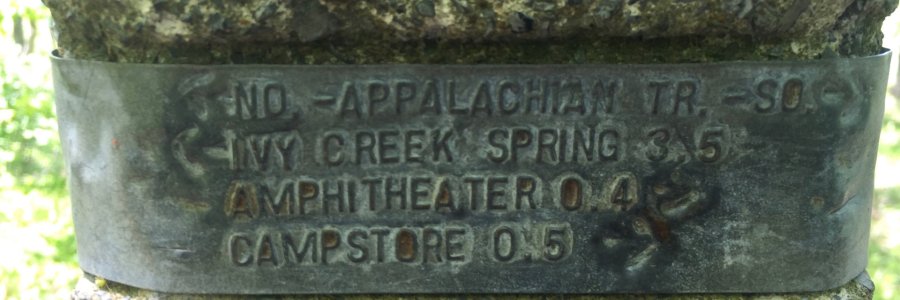 ← NO. - APPALACHIAN TR. - SO. →
← IVY CREEK SPRING 3.5
AMPHITHEATER 0.4 →
CAMPSTORE 0.5 →